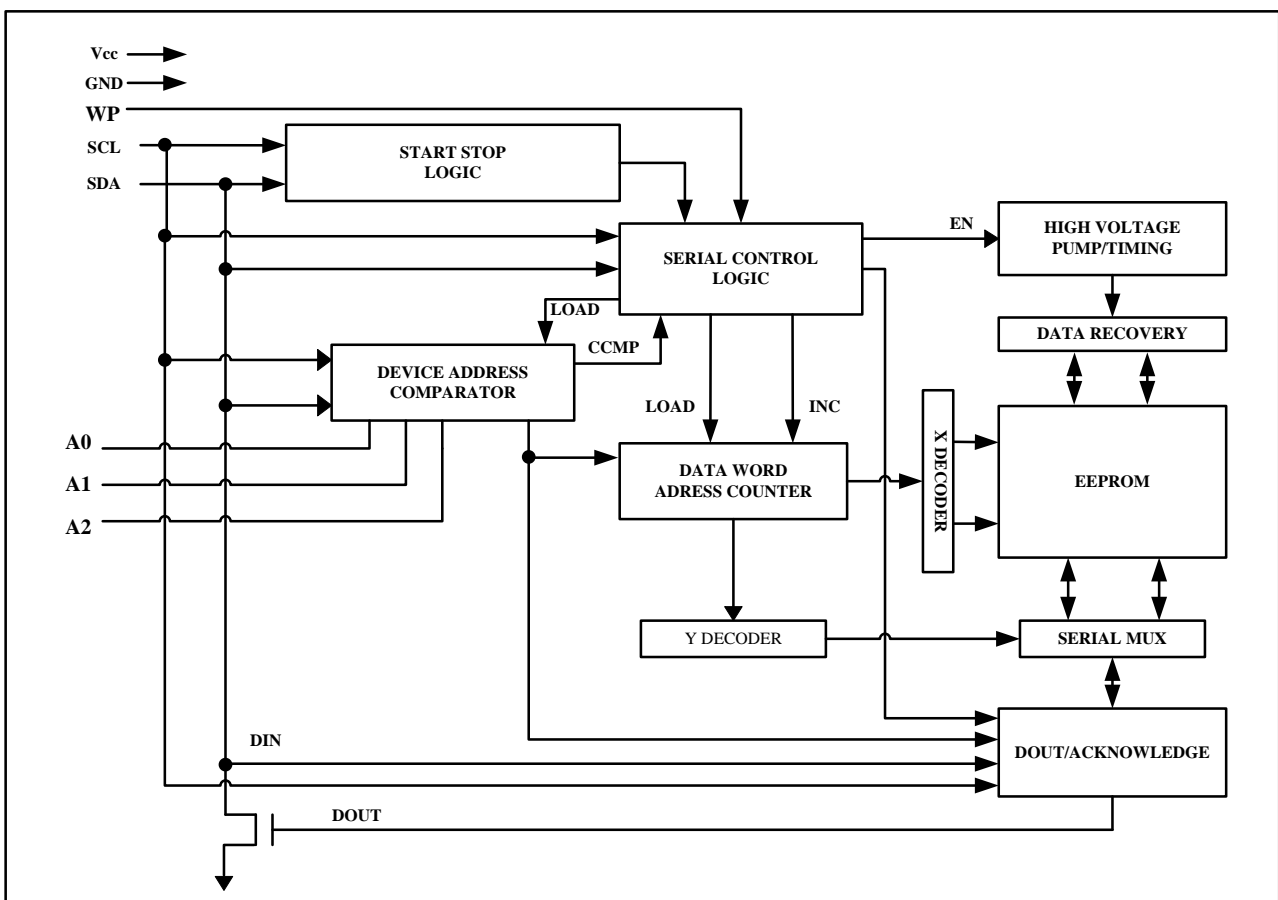 Vcc
GND
WP
SCL
SDA
START STOP
LOGIC
SERIAL CONTROL
LOGIC
EN
HIGH VOLTAGE
PUMP/TIMING
DATA RECOVERY
LOAD
CCMP
DEVICE ADDRESS
COMPARATOR
LOAD
INC
A0
A1
A2
DATA WORD
ADRESS COUNTER
X DECODER
EEPROM
Y DECODER
SERIAL MUX
DIN
DOUT/ACKNOWLEDGE
DOUT